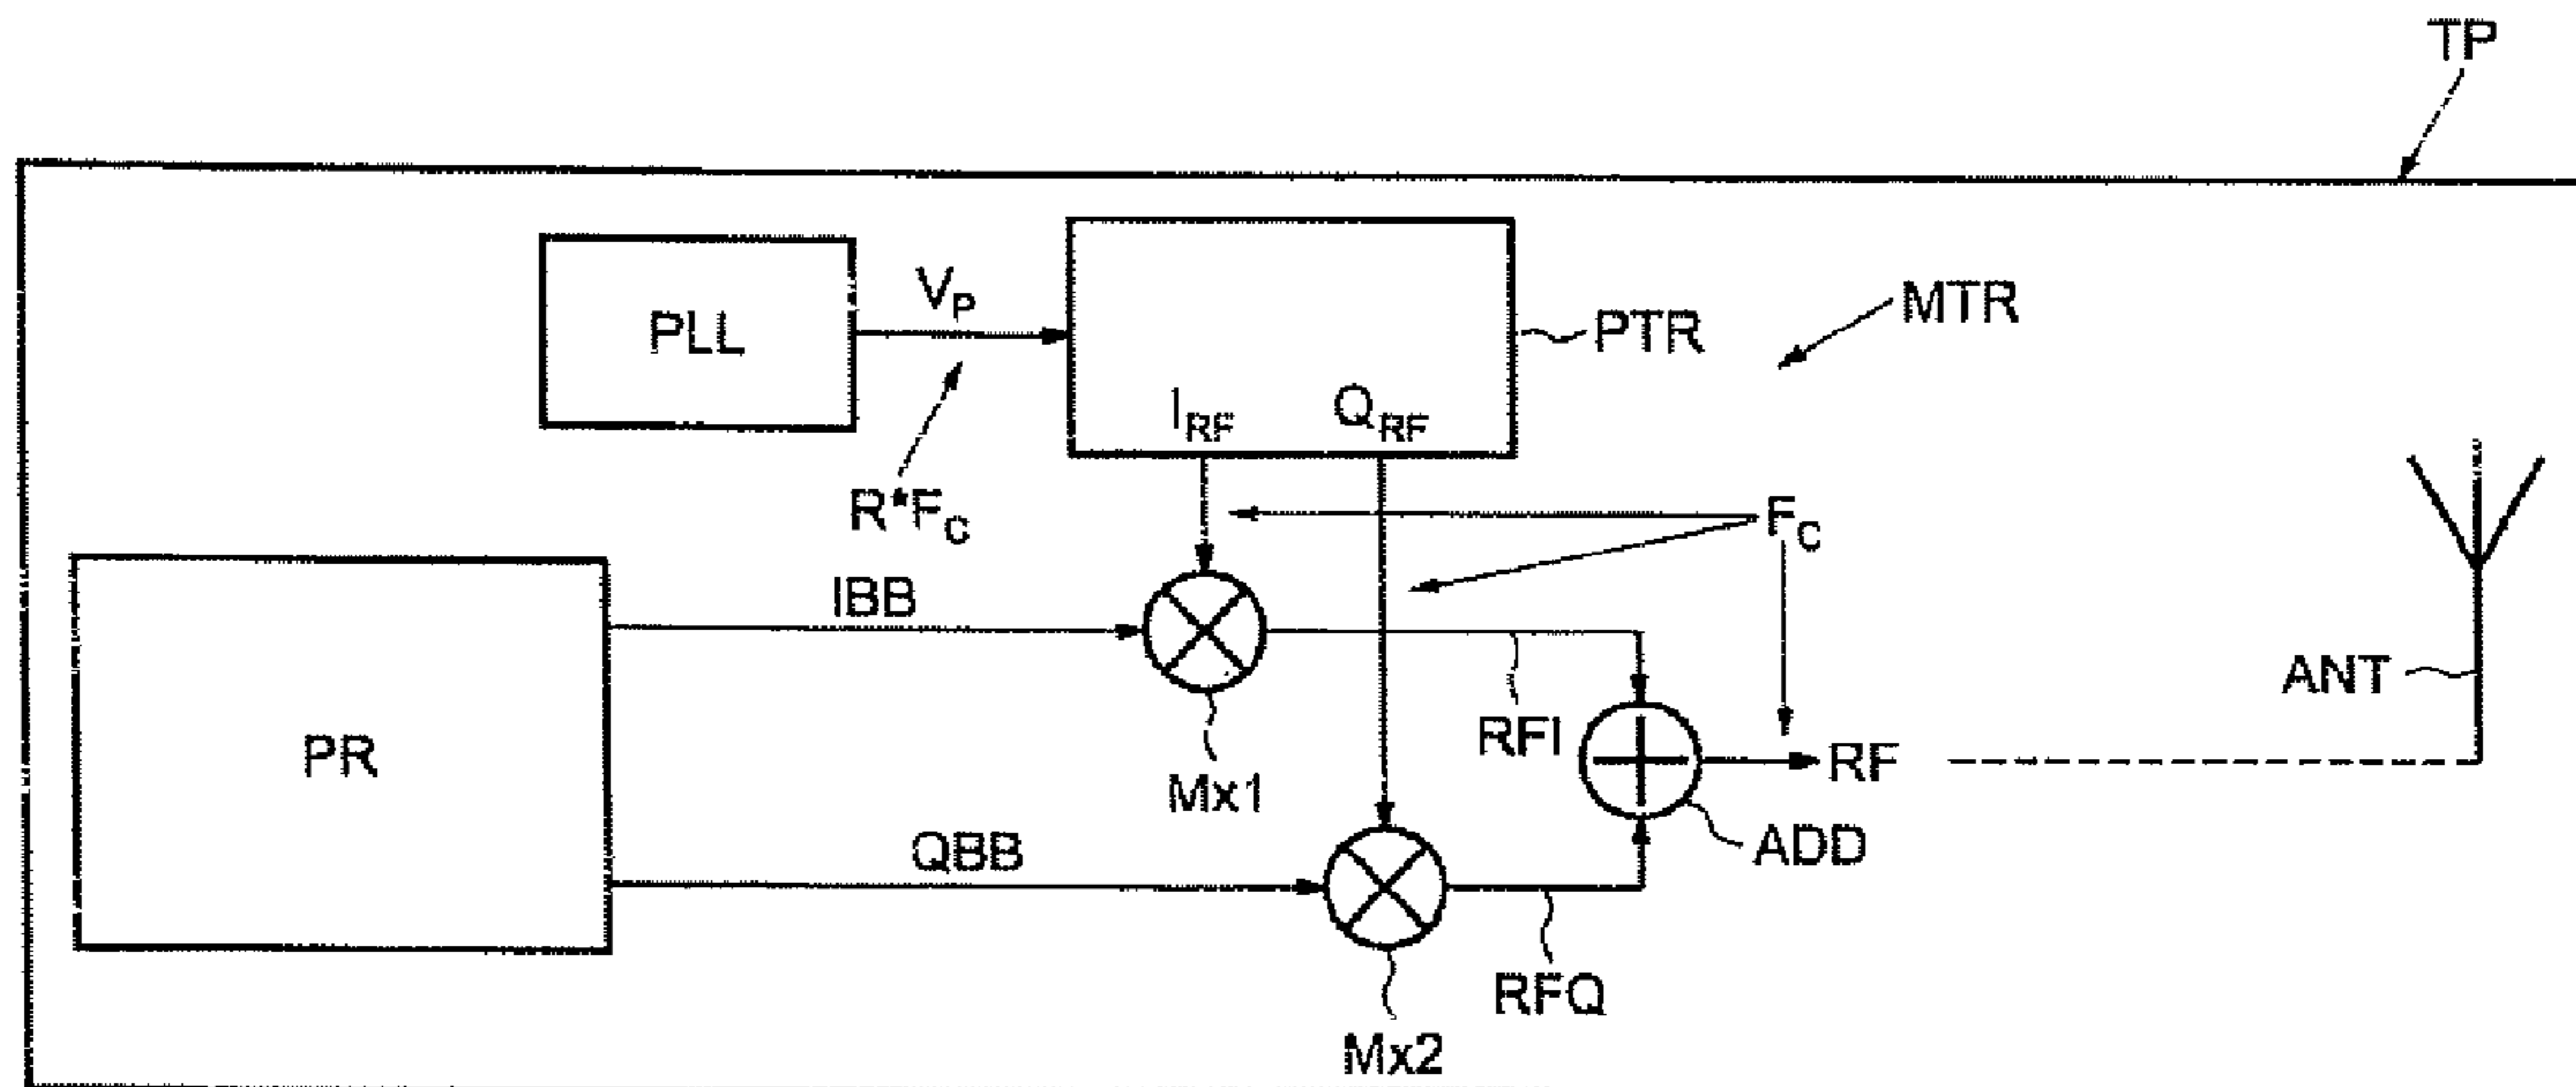 TP
V_P
PLL
PTR
MTR
I_RF
Q_RF
R*F_C
F_C
IBB
ANT
PR
RFI
RF
Mx1
QBB
ADD
RFQ
Mx2